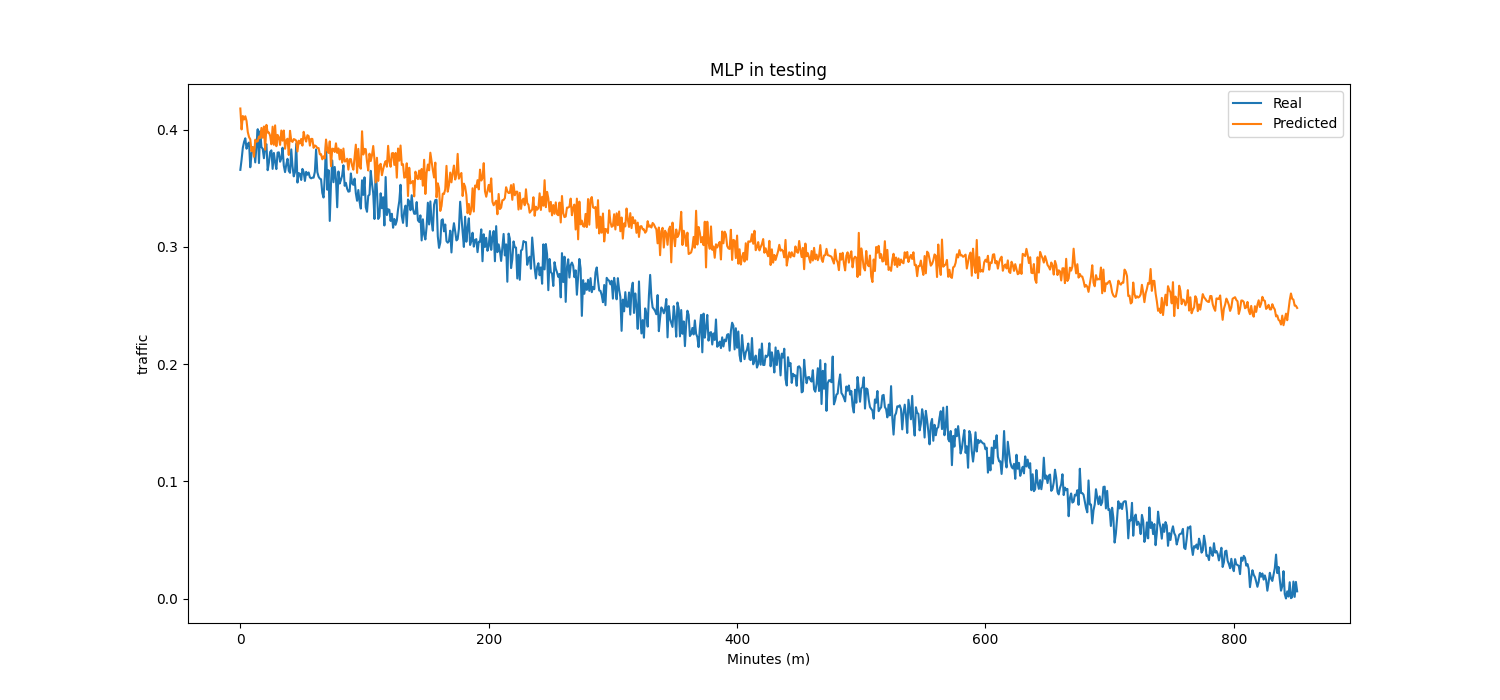 MLP in testing
Real
Predicted
0.4
0.3
0.2
0.1
0.0
traffic
0 200 400 600 800
Minutes (m)